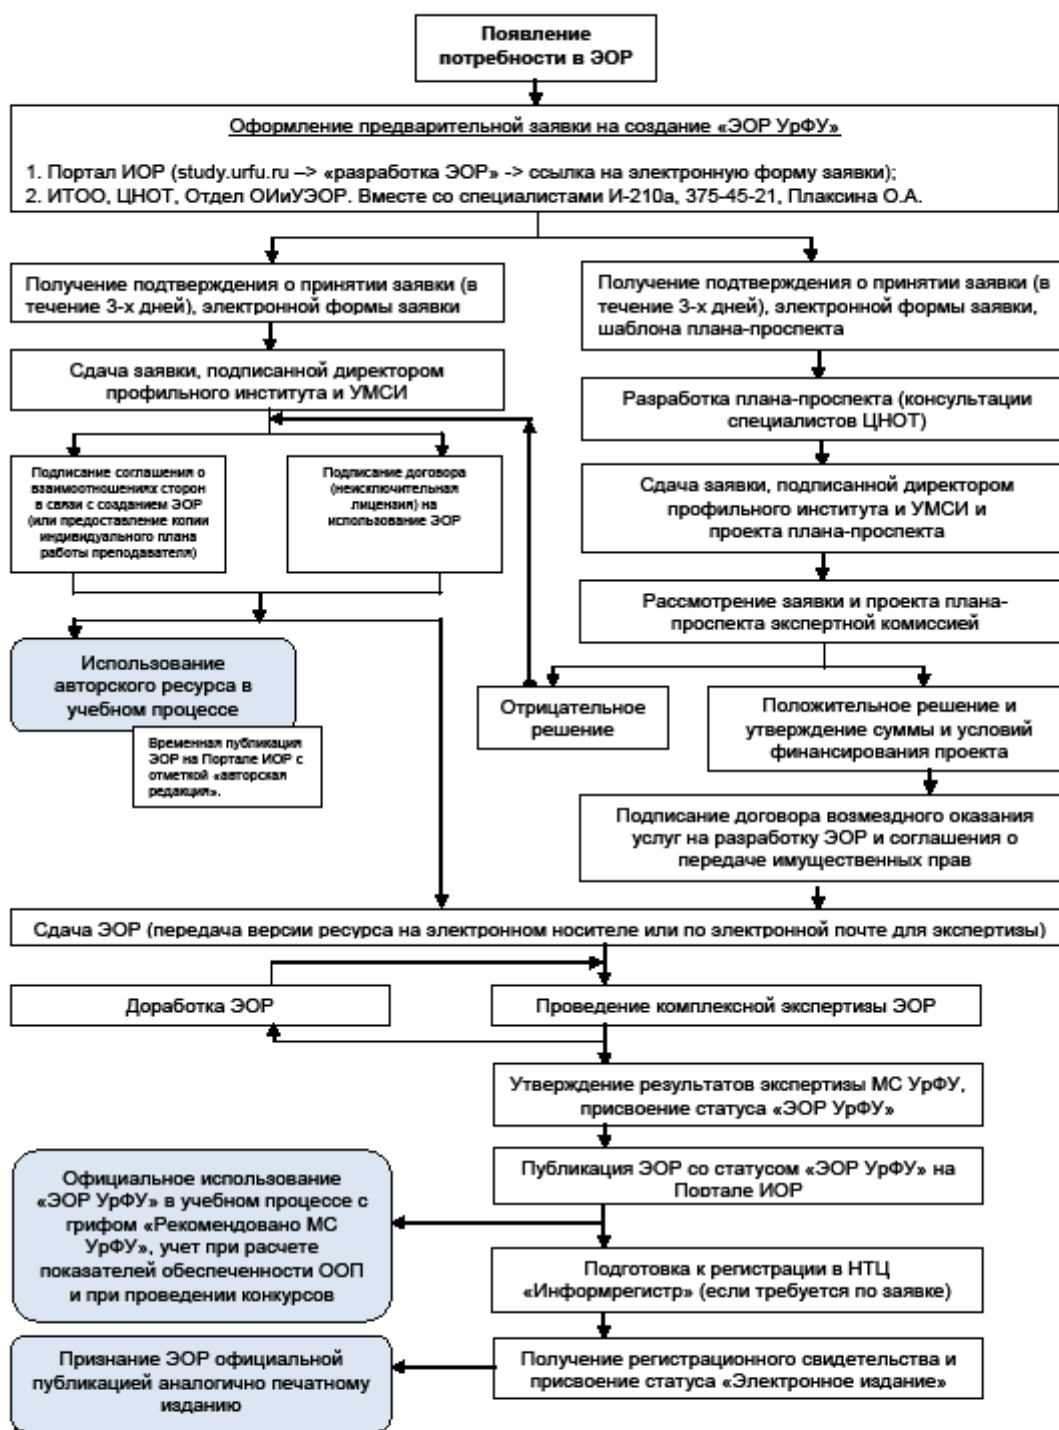 Появление
потребности в ЭОР
Оформление предварительной заявки на создание «ЭОР УрФУ»
1. Портал ИОР (study.urfu.ru –> «разработка ЭОР» -> ссылка на электронную форму заявки);
2. ИТОО, ЦНОТ, Отдел ОИиУЭОР. Вместе со специалистами И-210а, 375-45-21, Плаксина О.А.
Получение подтверждения о принятии заявки (в
течение 3-х дней), электронной формы заявки
Сдача заявки, подписанной директором
профильного института и УМСИ
Подписание соглашения о
взаимоотношениях сторон
в связи с созданием ЭОР
(или предоставление копии
индивидуального плана
работы преподавателя)
Подписание договора
(неисключительная
лицензия) на
использование ЭОР
Использование
авторского ресурса в
учебном процессе
Временная публикация
ЭОР на Портале ИОР с
отметкой «авторская
редакция».
Получение подтверждения о принятии заявки (в
течение 3-х дней), электронной формы заявки,
шаблона плана-проспекта
Разработка плана-проспекта (консультации
специалистов ЦНОТ)
Сдача заявки, подписанной директором
профильного института и УМСИ и
проекта плана-проспекта
Рассмотрение заявки и проекта плана-
проспекта экспертной комиссией
Отрицательное
решение
Положительное решение и
утверждение суммы и условий
финансирования проекта
Подписание договора возмездного оказания
услуг на разработку ЭОР и соглашения о
передаче имущественных прав
Сдача ЭОР (передача версии ресурса на электронном носителе или по электронной почте для экспертизы)
Доработка ЭОР
Проведение комплексной экспертизы ЭОР
Утверждение результатов экспертизы МС УрФУ,
присвоение статуса «ЭОР УрФУ»
Публикация ЭОР со статусом «ЭОР УрФУ» на
Портале ИОР
Официальное использование
«ЭОР УрФУ» в учебном процессе с
грифом «Рекомендовано МС
УрФУ», учет при расчете
показателей обеспеченности ООП
и при проведении конкурсов
Подготовка к регистрации в НТЦ
«Информрегистр» (если требуется по заявке)
Получение регистрационного свидетельства и
присвоение статуса «Электронное издание»
Признание ЭОР официальной
публикацией аналогично печатному
изданию